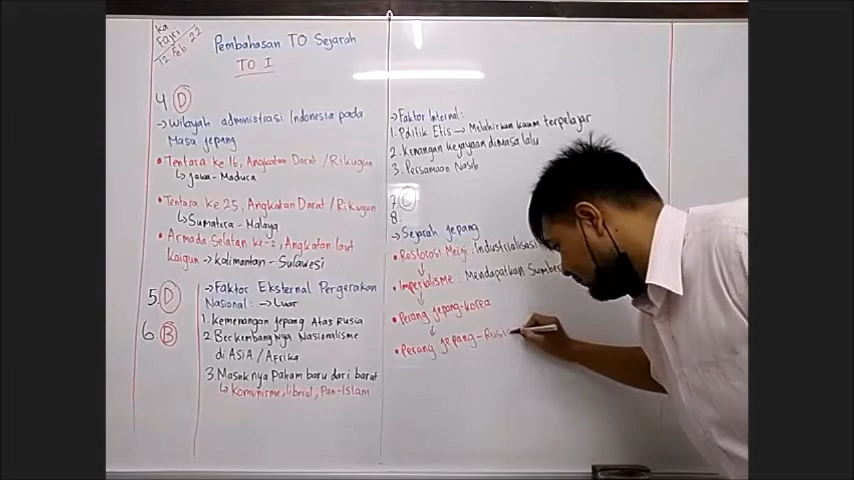 Ka
Fajri
12 Feb 22
Pembahasan TO Sejarah
TO I
4. D
→ Wilayah administrasi Indonesia pada
Masa Jepang
• Tentara ke 16, Angkatan Darat / Rikugun
↳ Jawa - Madura
• Tentara ke 25, Angkatan Darat / Rikugun
↳ Sumatera - Malaya
• Armada Selatan ke-2, Angkatan laut
Kaigun → Kalimantan - Sulawesi
5 D
→ Faktor Eksternal Pergerakan
Nasional: → Luar
6 B
1. Kemenangan Jepang Atas Rusia
2. Berkembangnya Nasionalisme
di ASIA / AFrika
3. Masuknya Paham baru dari barat
↳ Komunisme, liberal, Pan-Islam
→ Faktor Internal:
1. Politik Etis → Melahirkan kaum terpelajar
2. Kenangan kejayaan dimasa lalu
3. Persamaan Nasib
7 C
8.
→ Sejarah Jepang
• Restorasi Meiji: Industrialisasi
↓
• Imperialisme: Mendapatkan Sumbe
↓
• Perang Jepang-Korea
↓
• Perang Jepang-Rusi